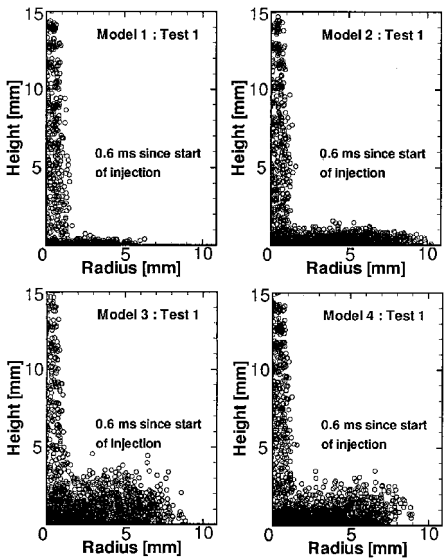 15
Model 1 : Test 1
10
Height [mm]
0.6 ms since start
of injection
5
0 5 10
Radius [mm]
15
Model 2 : Test 1
10
Height [mm]
0.6 ms since start
of injection
5
0 5 10
Radius [mm]
15
Model 3 : Test 1
10
Height [mm]
0.6 ms since start
of injection
5
0 5 10
Radius [mm]
15
Model 4 : Test 1
10
Height [mm]
0.6 ms since start
of injection
5
0 5 10
Radius [mm]